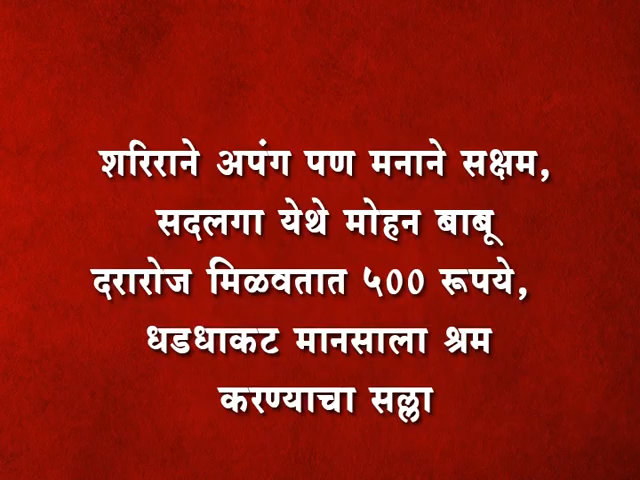 शरिराने अपंग पण मनाने सक्षम,
सदलगा येथे मोहन बाबू
दरारोज मिळवतात ५०० रूपये,
धडधाकट मानसाला श्रम
करण्याचा सल्ला